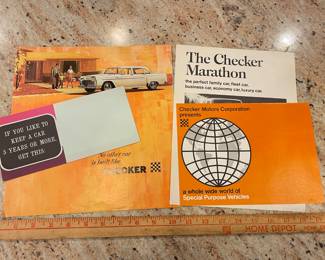 The Checker
Marathon
the perfect family car, fleet car,
business car, economy car, luxury car.
IF YOU LIKE TO
KEEP A CAR
5 YEARS OR MORE,
GET THIS:
No other car
is built like
CHECKER
Checker Motors Corporation
presents
a whole wide world of
Special Purpose Vehicles
HOME DEPOT